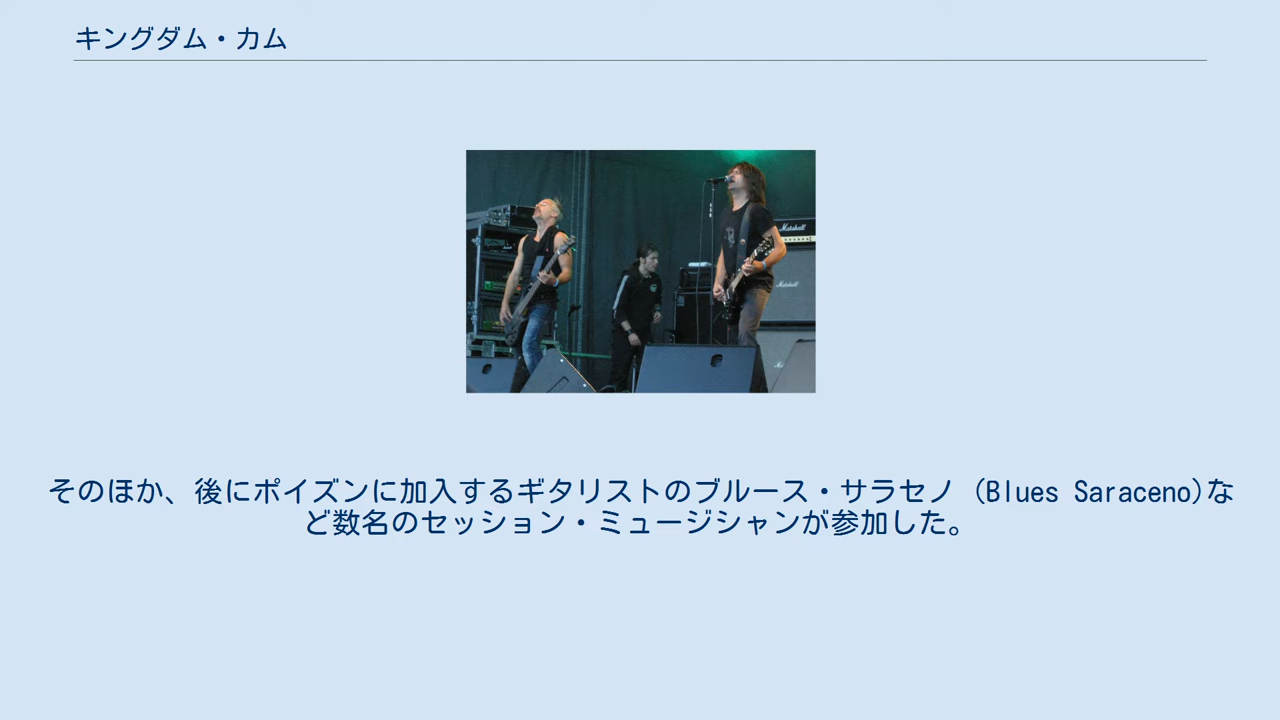 キングダム・カム
Marshall
Marshall
そのほか、後にポイズンに加入するギタリストのブルース・サラセノ (Blues Saraceno)な
ど数名のセッション・ミュージシャンが参加した。